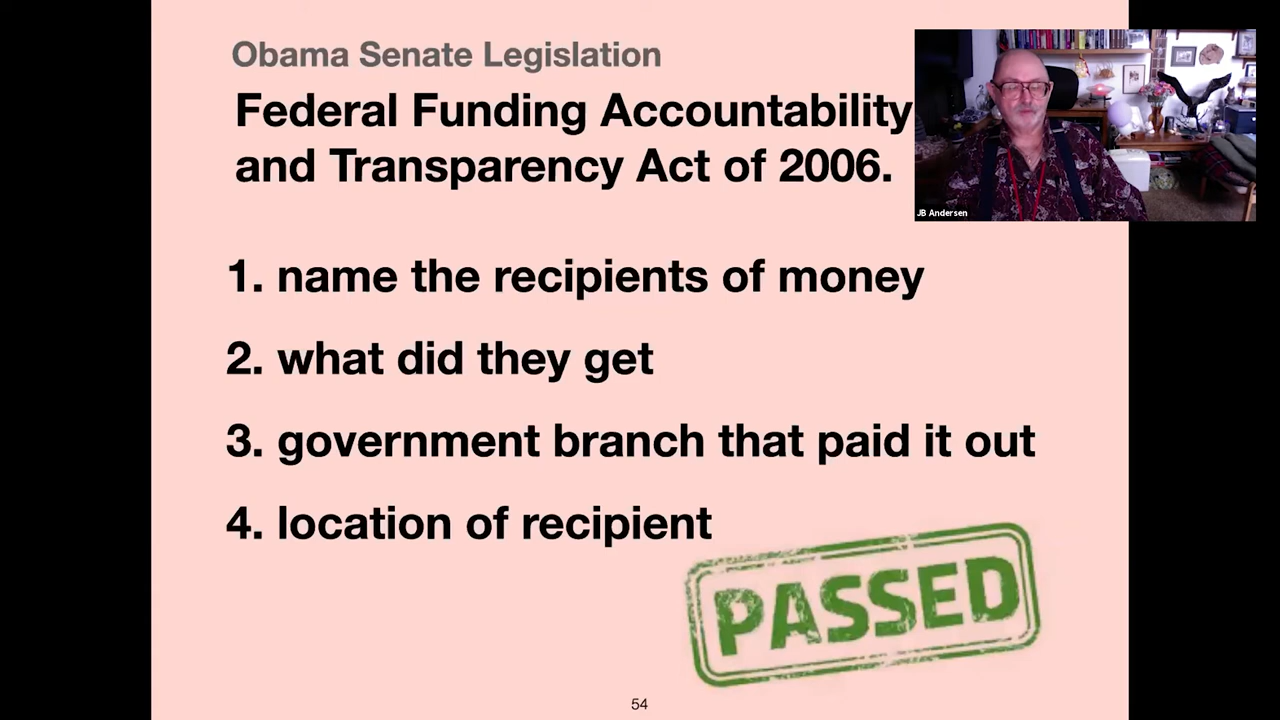 Obama Senate Legislation
Federal Funding Accountability
and Transparency Act of 2006.
1. name the recipients of money
2. what did they get
3. government branch that paid it out
4. location of recipient
PASSED
54
JB Andersen